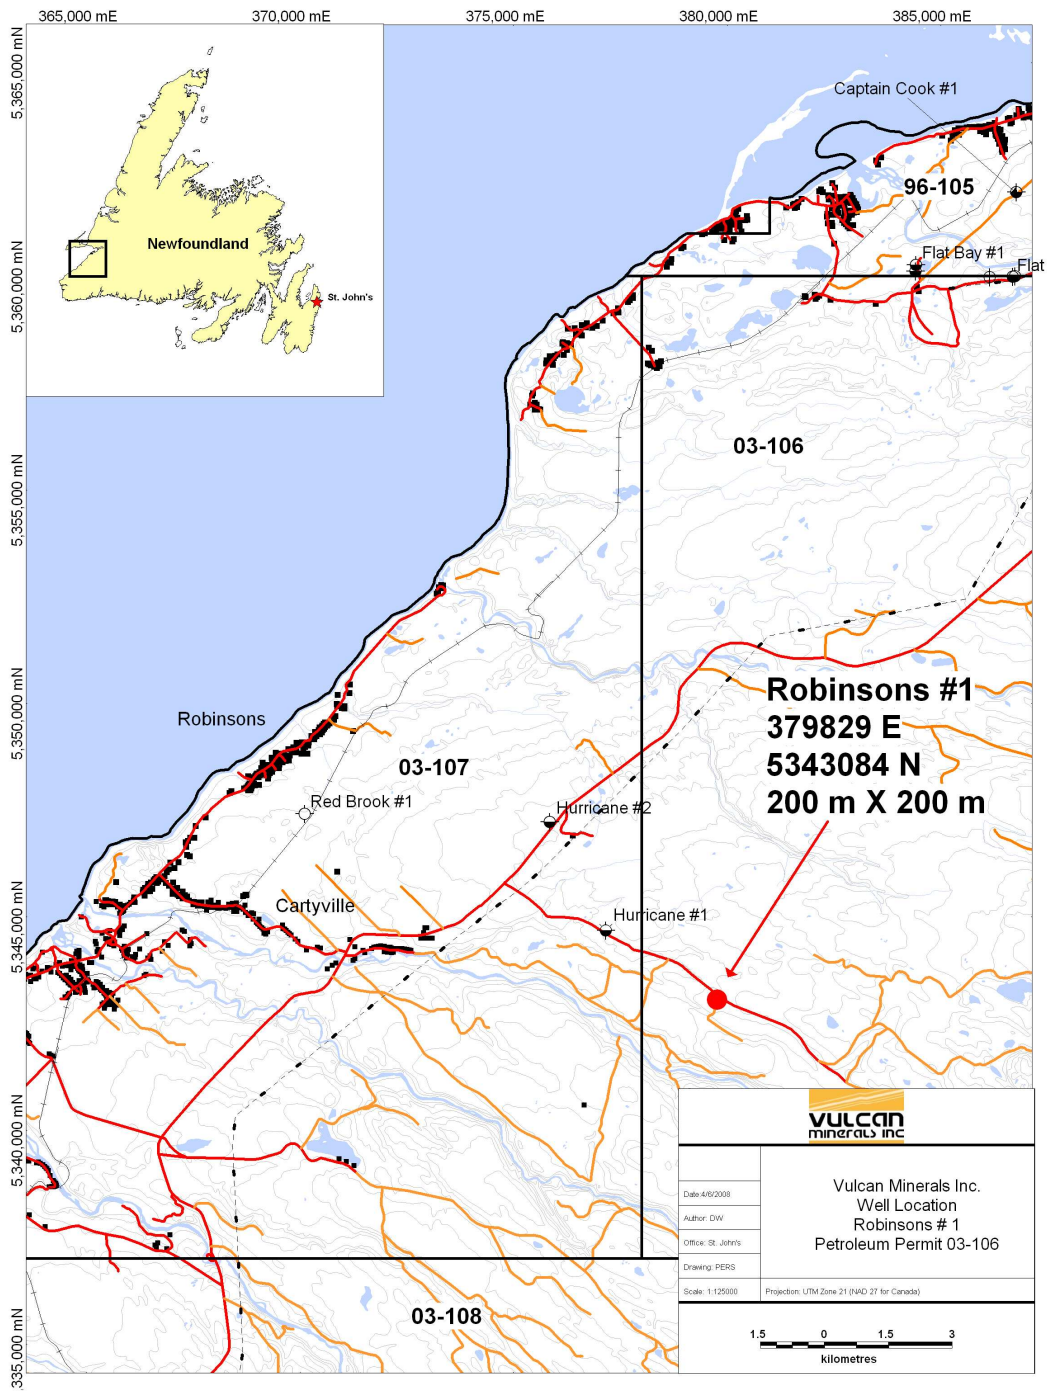 365,000 mE
370,000 mE
375,000 mE
380,000 mE
385,000 mE
5,365,000 mN
5,360,000 mN
5,355,000 mN
5,350,000 mN
5,345,000 mN
5,340,000 mN
,335,000 mN
Newfoundland
St. John's
Captain Cook #1
96-105
Flat Bay #1
Flat
03-106
Robinsons #1
379829 E
5343084 N
200 m X 200 m
Robinsons
03-107
Red Brook #1
Hurricane #2
Cartyville
Hurricane #1
03-108
VULCAN
minerals inc
Date:4/6/2008
Author: DW
Office: St. John's
Drawing: PERS
Scale: 1:125000
Vulcan Minerals Inc.
Well Location
Robinsons # 1
Petroleum Permit 03-106
Projection: UTM Zone 21 (NAD 27 for Canada)
1.5 0 1.5 3
kilometres